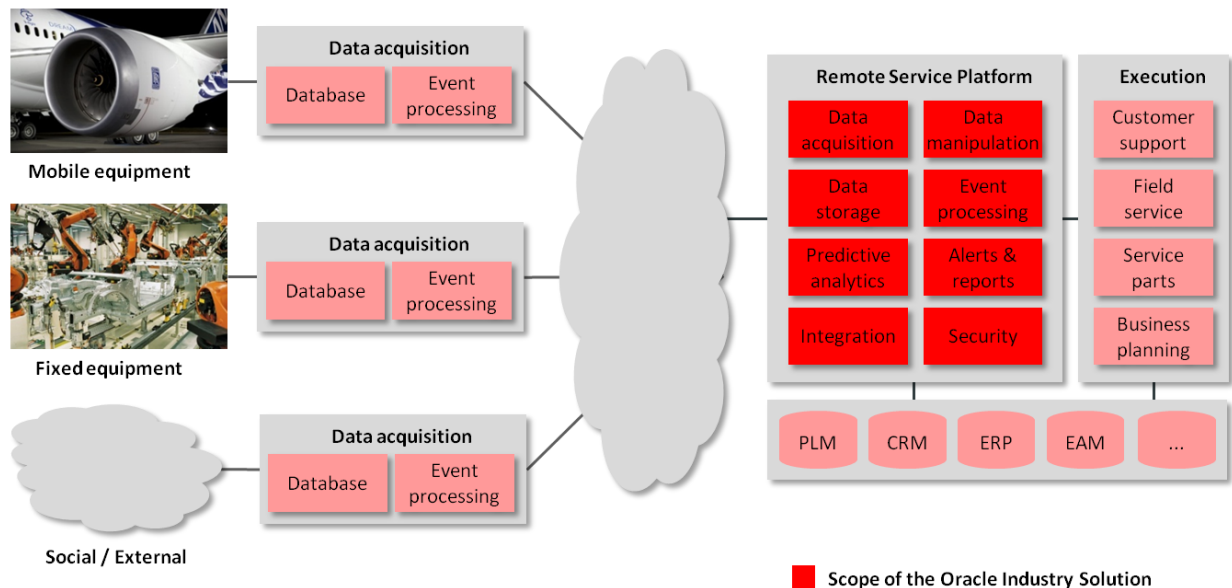 Data acquisition
Database
Event
processing
Mobile equipment
Data acquisition
Database
Event
processing
Fixed equipment
Data acquisition
Database
Event
processing
Social / External
Remote Service Platform
Data
acquisition
Data
manipulation
Data
storage
Event
processing
Predictive
analytics
Alerts &
reports
Integration
Security
Execution
Customer
support
Field
service
Service
parts
Business
planning
PLM
CRM
ERP
EAM
...
Scope of the Oracle Industry Solution